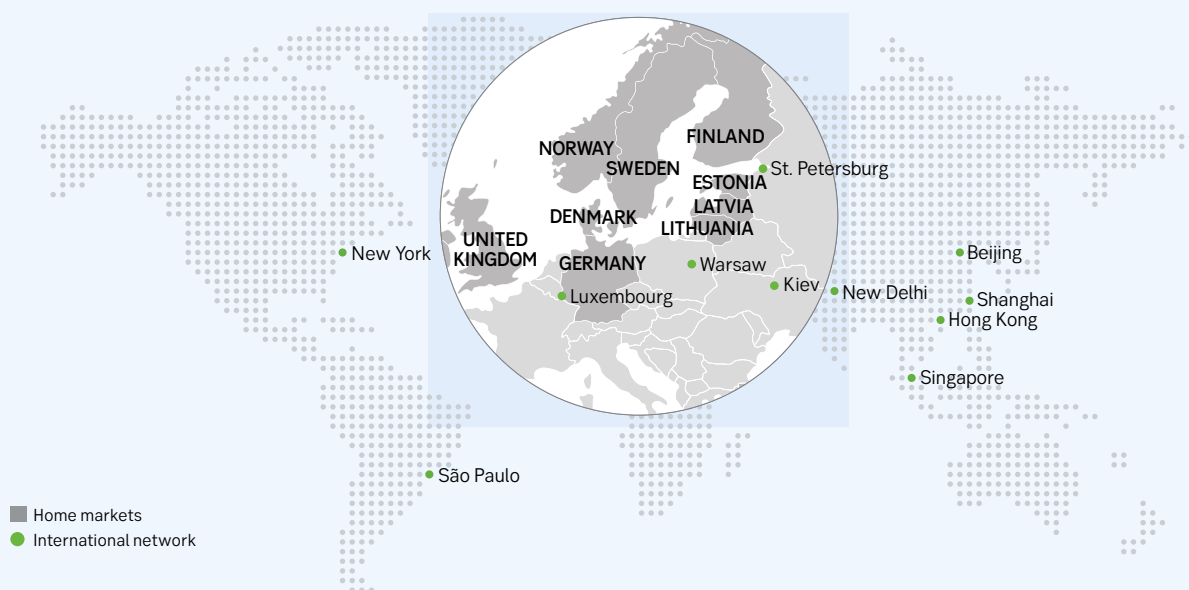 NORWAY
FINLAND
SWEDEN
St. Petersburg
ESTONIA
LATVIA
DENMARK
LITHUANIA
UNITED
KINGDOM
New York
GERMANY
Warsaw
Beijing
Luxembourg
Kiev
New Delhi
Shanghai
Hong Kong
Singapore
São Paulo
Home markets
International network